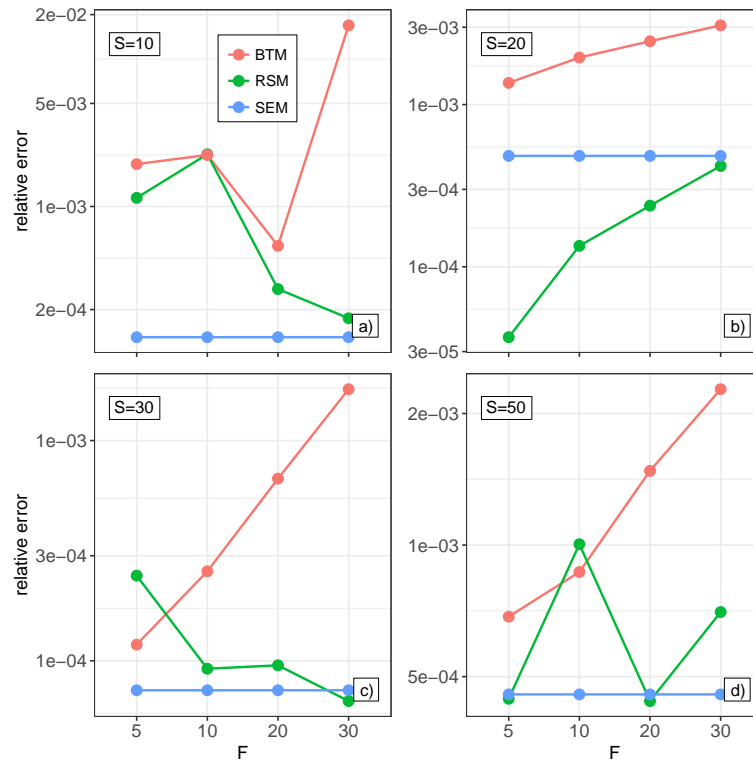 S=10
BTM
RSM
SEM
2e−02
5e−03
1e−03
2e−04
relative error
a)
S=20
3e−03
1e−03
3e−04
1e−04
3e−05
b)
S=30
1e−03
3e−04
1e−04
relative error
c)
5
10
20
30
F
S=50
2e−03
1e−03
5e−04
d)
5
10
20
30
F